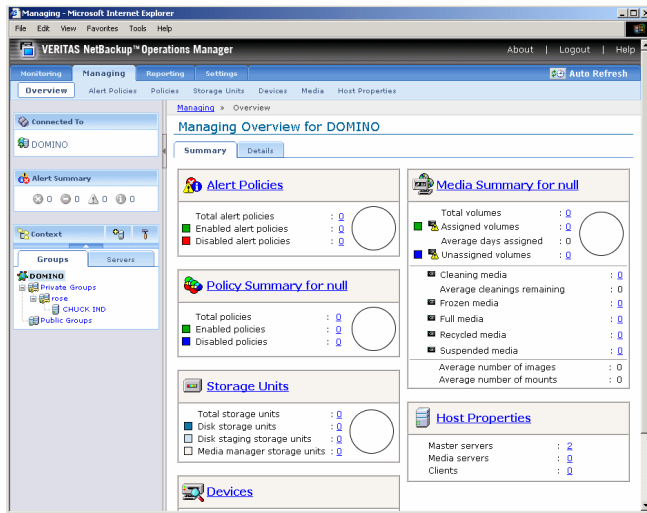 Managing - Microsoft Internet Explorer
File Edit View Favorites Tools Help
VERITAS NetBackup™ Operations Manager
About | Logout | Help
Monitoring Managing Reporting Settings
Auto Refresh
Overview Alert Policies Policies Storage Units Devices Media Host Properties
Connected To
DOMINO
Alert Summary
0 0 0 0
Context
Groups Servers
DOMINO
Private Groups
rose
CHUCK IND
Public Groups
Managing » Overview
Managing Overview for DOMINO
Summary Details
Alert Policies
Total alert policies : 0
Enabled alert policies : 0
Disabled alert policies : 0
Policy Summary for null
Total policies : 0
Enabled policies : 0
Disabled policies : 0
Storage Units
Total storage units : 0
Disk storage units : 0
Disk staging storage units : 0
Media manager storage units : 0
Devices
Media Summary for null
Total volumes : 0
Assigned volumes : 0
Average days assigned : 0
Unassigned volumes : 0
Cleaning media : 0
Average cleanings remaining : 0
Frozen media : 0
Full media : 0
Recycled media : 0
Suspended media : 0
Average number of images : 0
Average number of mounts : 0
Host Properties
Master servers : 2
Media servers : 0
Clients : 0